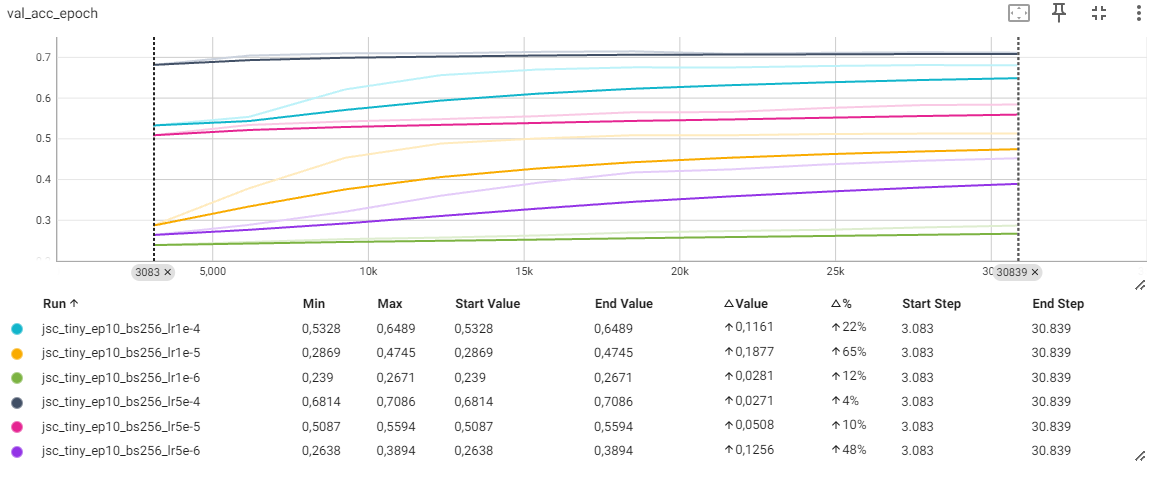 val_acc_epoch
0.7
0.6
0.5
0.4
0.3
3083 × 5,000 10k 15k 20k 25k 30 30839 ×
Run ↑ Min Max Start Value End Value △Value △% Start Step End Step
jsc_tiny_ep10_bs256_lr1e-4 0,5328 0,6489 0,5328 0,6489 ↑0,1161 ↑22% 3.083 30.839
jsc_tiny_ep10_bs256_lr1e-5 0,2869 0,4745 0,2869 0,4745 ↑0,1877 ↑65% 3.083 30.839
jsc_tiny_ep10_bs256_lr1e-6 0,239 0,2671 0,239 0,2671 ↑0,0281 ↑12% 3.083 30.839
jsc_tiny_ep10_bs256_lr5e-4 0,6814 0,7086 0,6814 0,7086 ↑0,0271 ↑4% 3.083 30.839
jsc_tiny_ep10_bs256_lr5e-5 0,5087 0,5594 0,5087 0,5594 ↑0,0508 ↑10% 3.083 30.839
jsc_tiny_ep10_bs256_lr5e-6 0,2638 0,3894 0,2638 0,3894 ↑0,1256 ↑48% 3.083 30.839